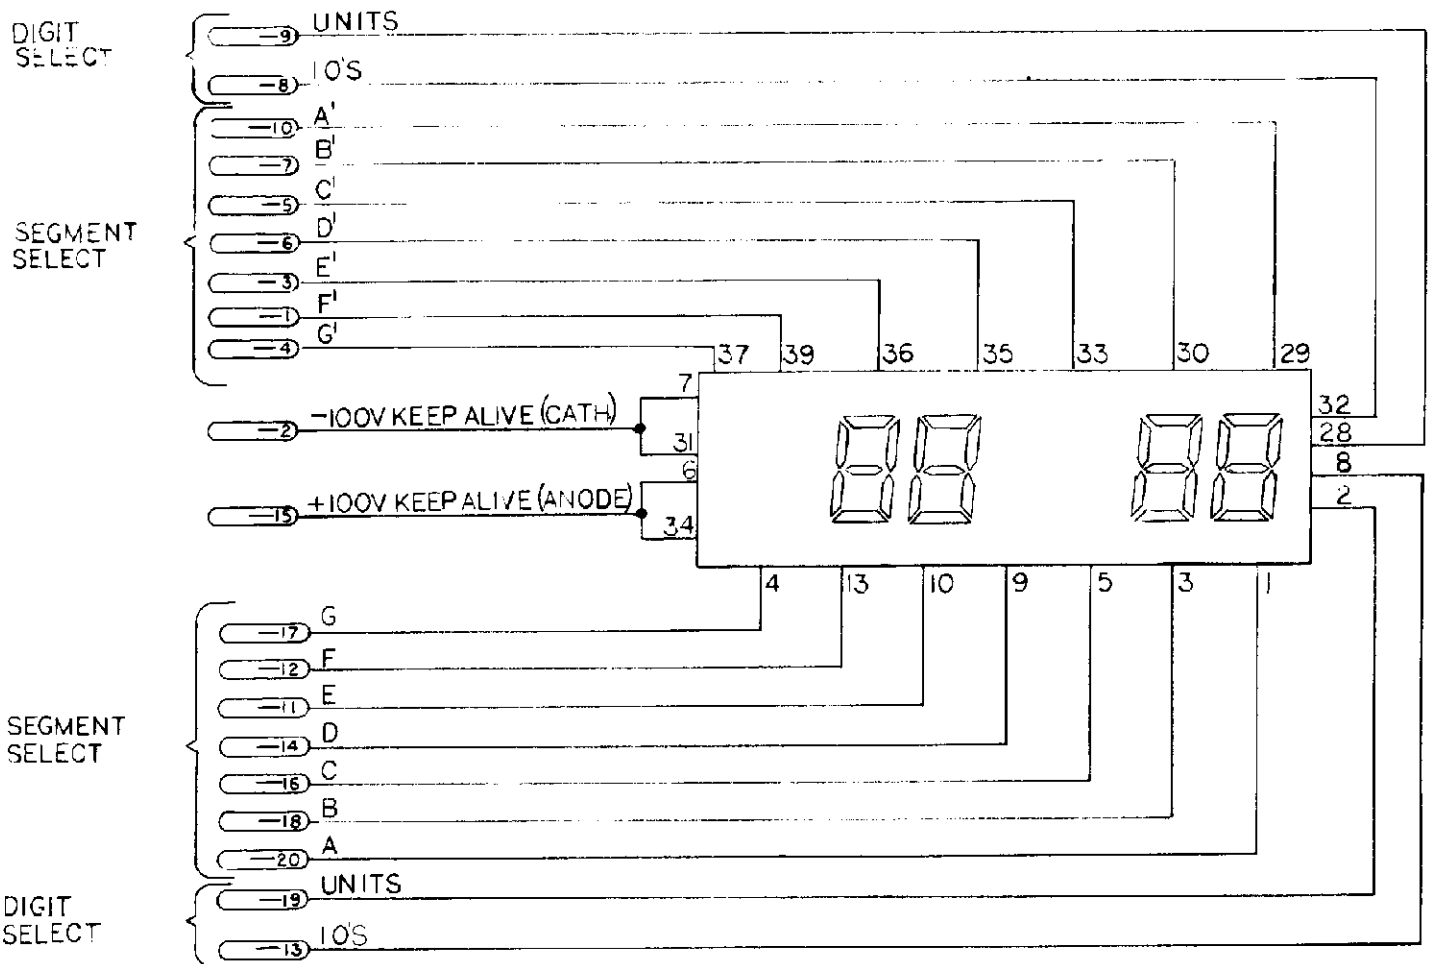 DIGIT
SELECT
-9 UNITS
-8 10'S
SEGMENT
SELECT
-10 A'
-7 B'
-5 C'
-6 D'
-3 E'
-1 F'
-4 G'
37 39 36 35 33 30 29
-2 -100V KEEP ALIVE (CATH)
7
31
-15 +100V KEEP ALIVE (ANODE)
6
34
32
28
8
2
4 13 10 9 5 3 1
SEGMENT
SELECT
-17 G
-12 F
-11 E
-14 D
-16 C
-18 B
-20 A
DIGIT
SELECT
-19 UNITS
-13 10'S